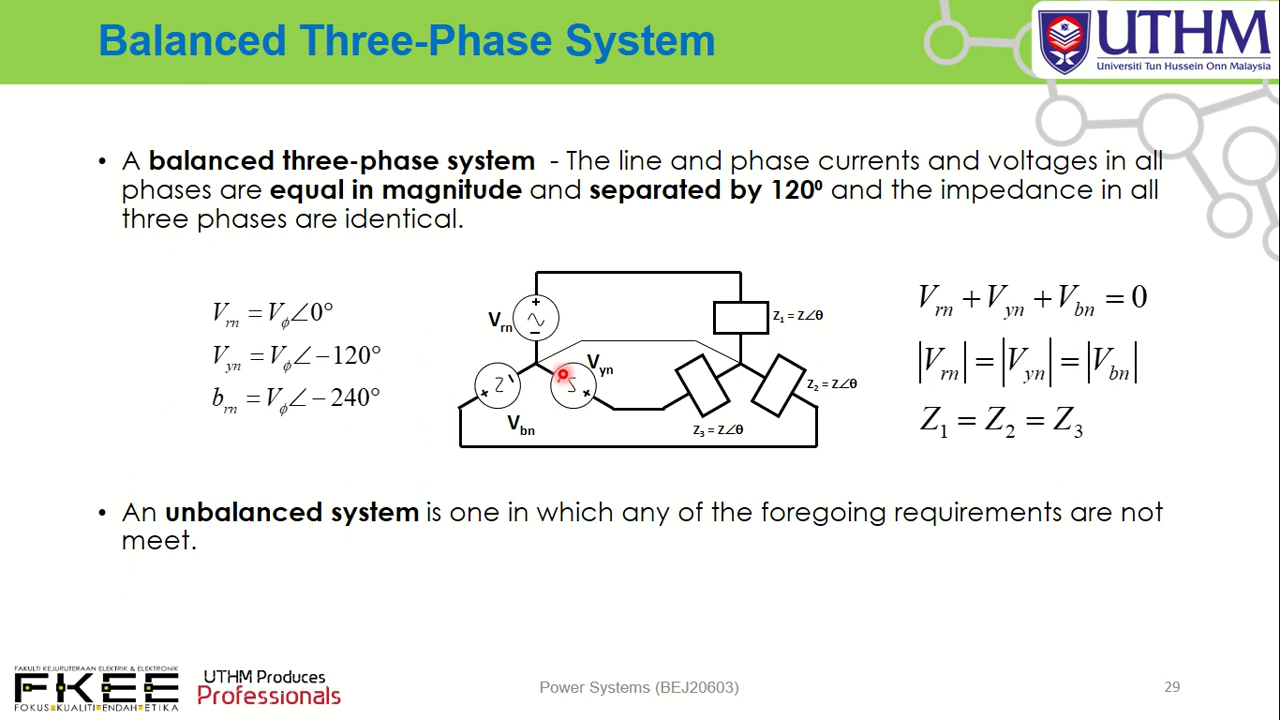 Balanced Three-Phase System
UTHM
Universiti Tun Hussein Onn Malaysia
• A balanced three-phase system - The line and phase currents and voltages in all
phases are equal in magnitude and separated by 120⁰ and the impedance in all
three phases are identical.
V_rn = V_ϕ∠0°
V_yn = V_ϕ∠−120°
b_rn = V_ϕ∠−240°
+
V_rn
−
V_yn
+
+
V_bn
Z₁ = Z∠θ
Z₂ = Z∠θ
Z₃ = Z∠θ
V_rn + V_yn + V_bn = 0
|V_rn| = |V_yn| = |V_bn|
Z₁ = Z₂ = Z₃
• An unbalanced system is one in which any of the foregoing requirements are not
meet.
FAKULTI KEJURUTERAAN ELEKTRIK & ELEKTRONIK
FKEE
FOKUS KUALITI ENDAH ETIKA
UTHM Produces
Professionals
Power Systems (BEJ20603)
29